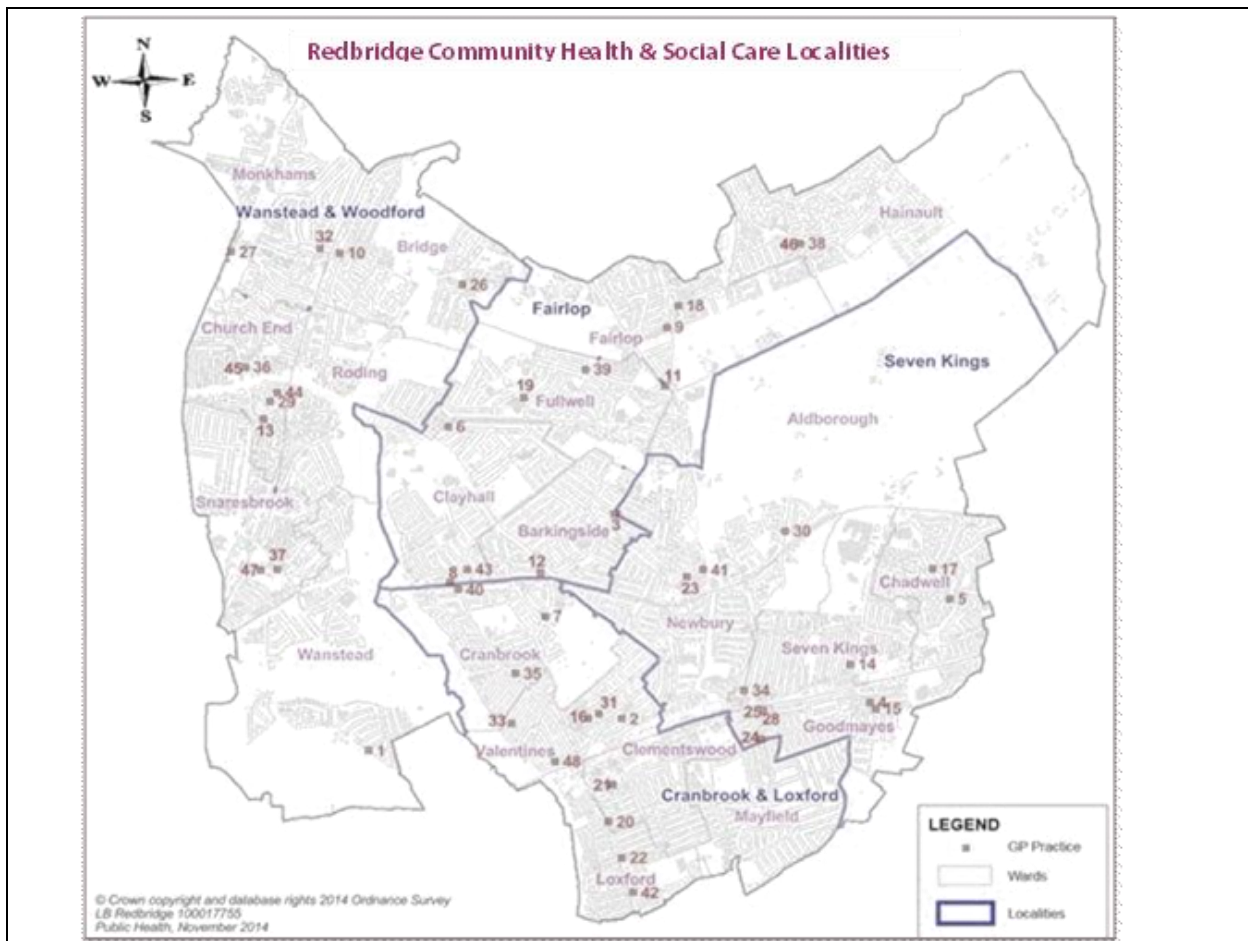 Redbridge Community Health & Social Care Localities
N
W E
S
Monkhams
Wanstead & Woodford
Hainault
32
27
10
Bridge
46 38
26
Fairlop
18
Church End
Fairlop
9
45 36
Roding
39
11
Seven Kings
44
29
19
Fullwell
13
6
Aldborough
Snaresbrook
Clayhall
Barkingside
3
30
47 37
8 43
12
41
23
17
Chadwell
40
5
7
Newbury
Wanstead
Cranbrook
Seven Kings
35
14
34
33
16 31
2
25
28
4
15
Goodmayes
1
Valentines
48
Clementswood
24
21
Cranbrook & Loxford
20
Mayfield
22
Loxford
42
LEGEND
GP Practice
Wards
Localities
© Crown copyright and database rights 2014 Ordnance Survey
LB Redbridge 100017755
Public Health, November 2014